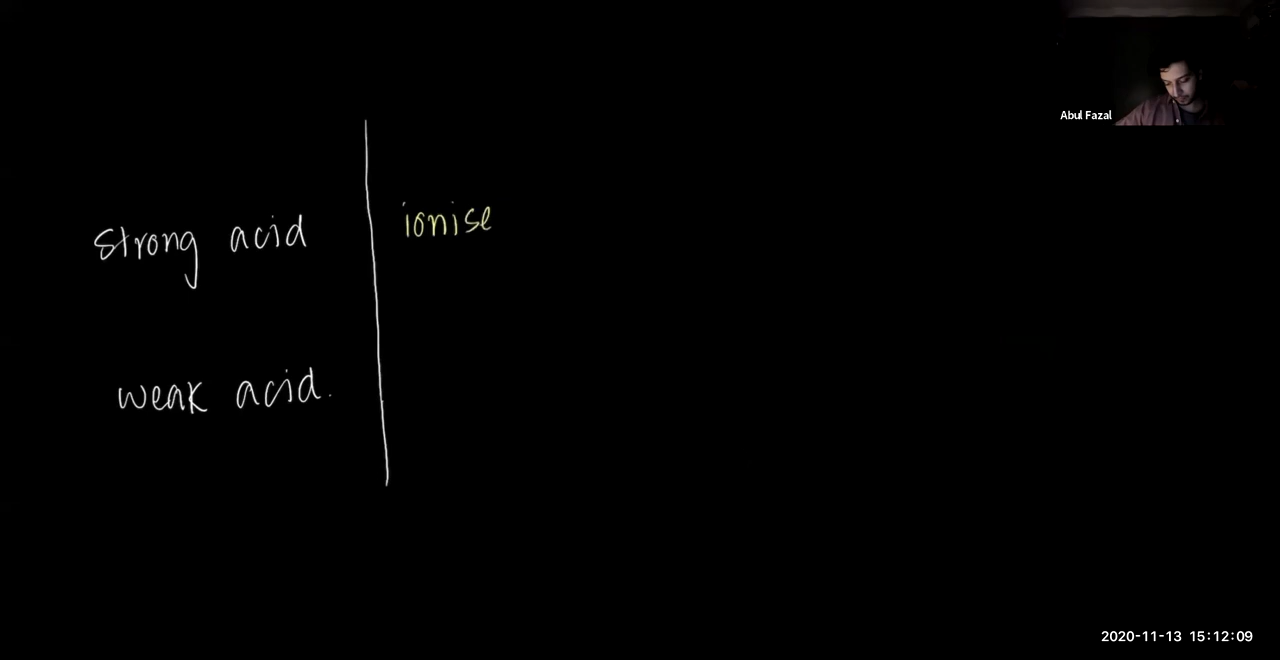 Abul Fazal
strong acid
ionise
weak acid.
2020-11-13 15:12:09